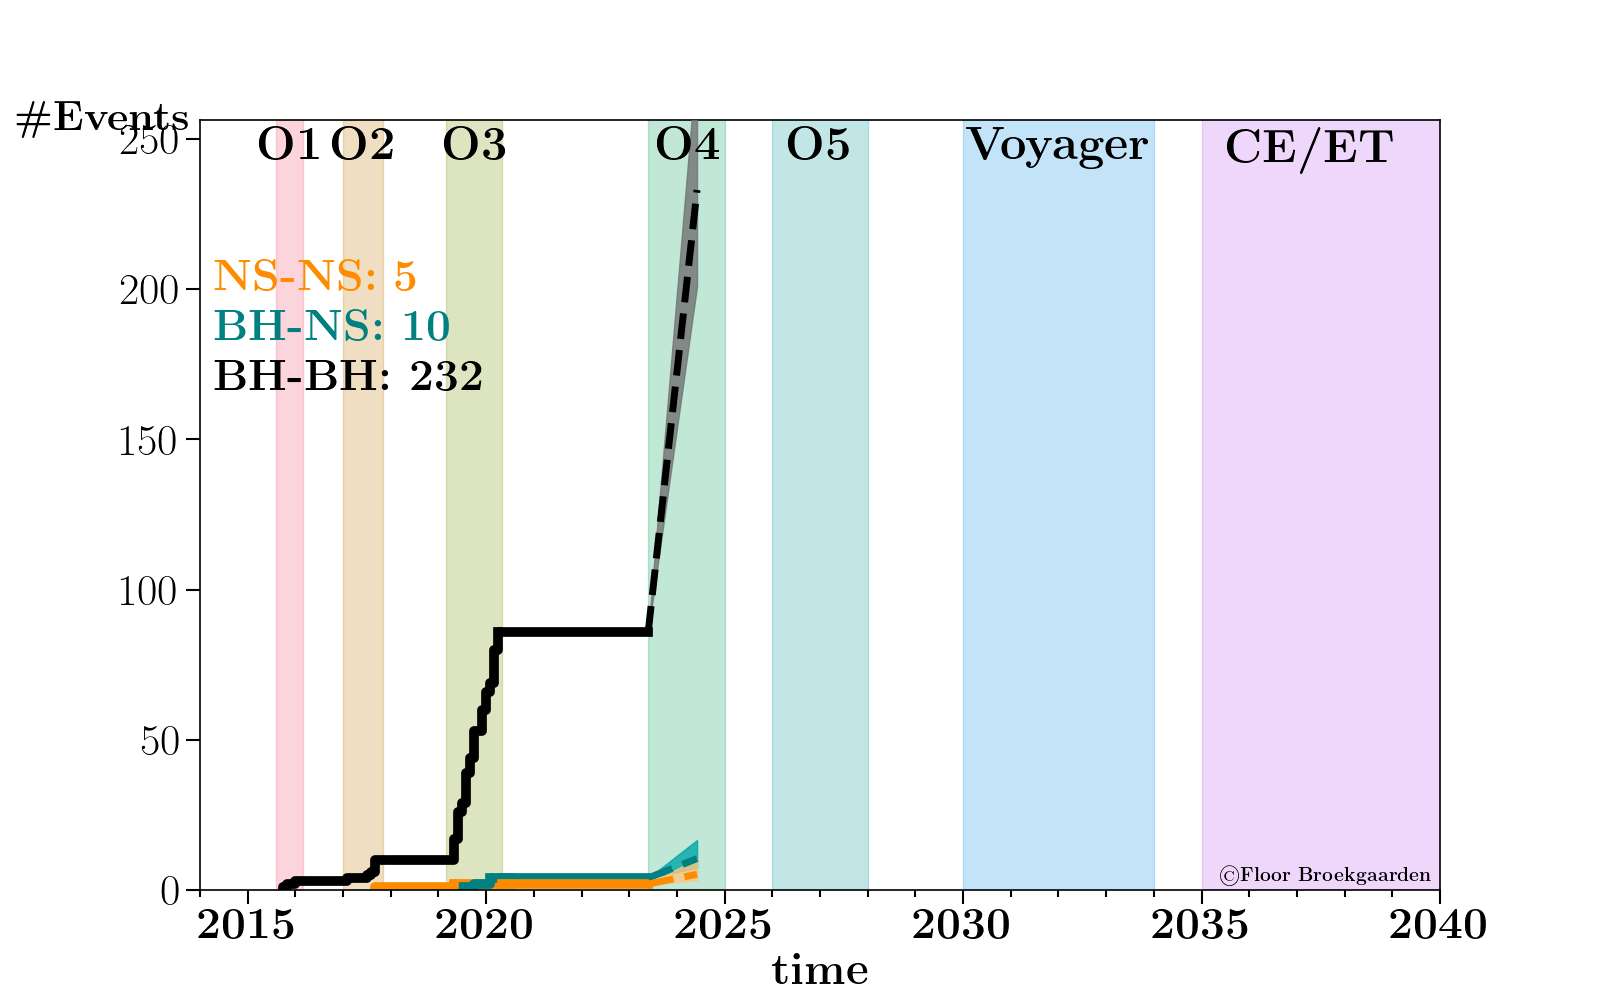 #Events
250
O1
O2
O3
O4
O5
Voyager
CE/ET
NS-NS: 5
200
BH-NS: 10
BH-BH: 232
150
100
50
0
©Floor Broekgaarden
2015
2020
2025
2030
2035
2040
time